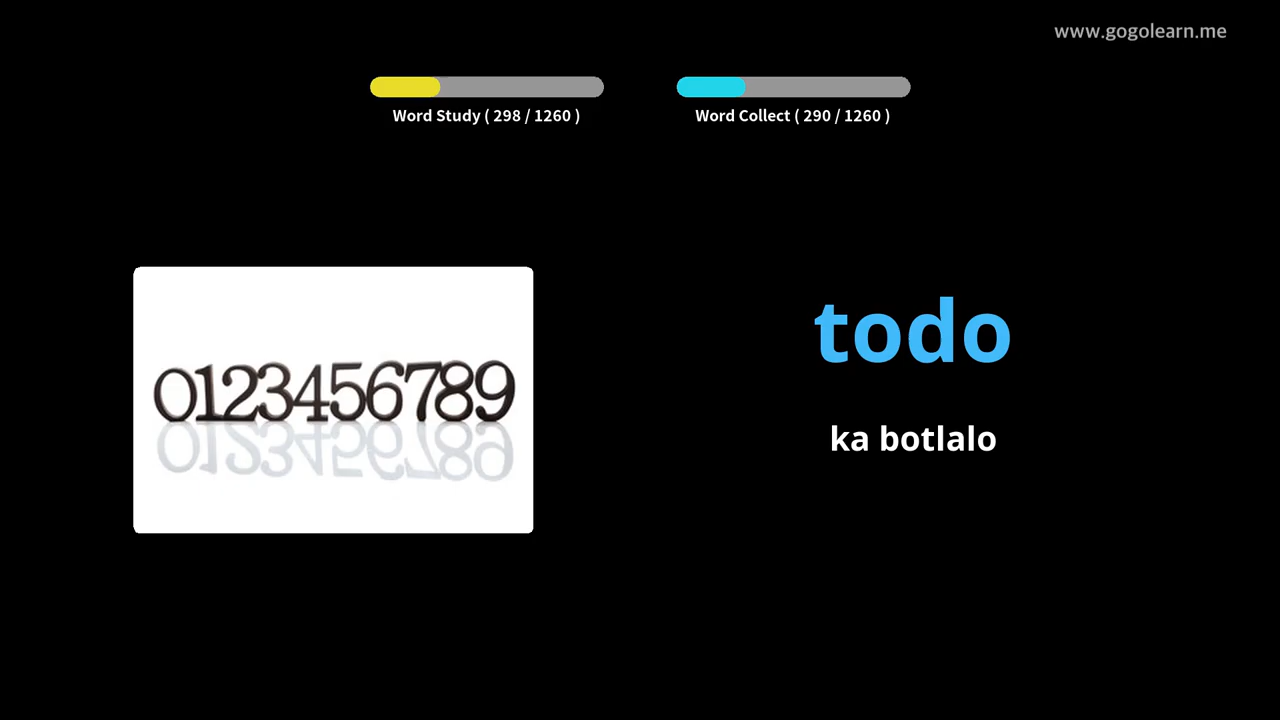 www.gogolearn.me
Word Study ( 298 / 1260 )
Word Collect ( 290 / 1260 )
todo
0123456789
ka botlalo